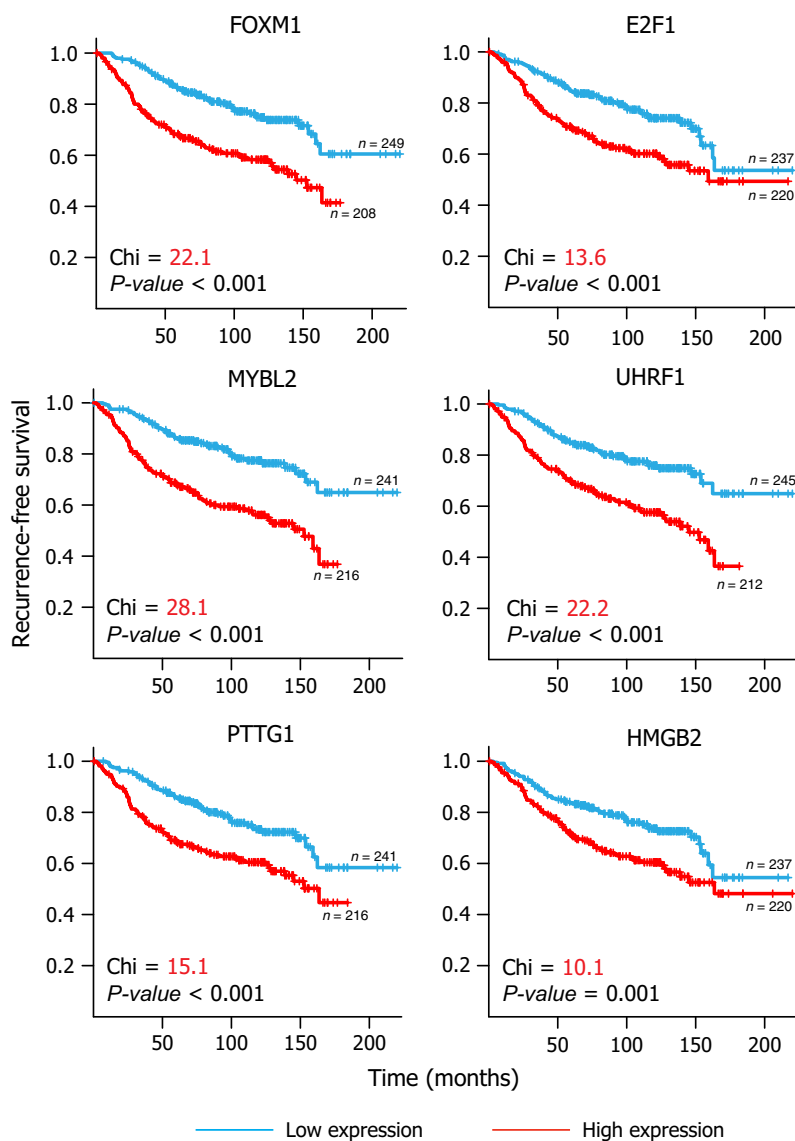 FOXM1
1.0
0.8
0.6
0.4
0.2
n = 249
n = 208
Chi = 22.1
P-value < 0.001
50 100 150 200
E2F1
1.0
0.8
0.6
0.4
0.2
n = 237
n = 220
Chi = 13.6
P-value < 0.001
50 100 150 200
Recurrence-free survival
MYBL2
1.0
0.8
0.6
0.4
0.2
n = 241
n = 216
Chi = 28.1
P-value < 0.001
50 100 150 200
UHRF1
1.0
0.8
0.6
0.4
0.2
n = 245
n = 212
Chi = 22.2
P-value < 0.001
50 100 150 200
PTTG1
1.0
0.8
0.6
0.4
0.2
n = 241
n = 216
Chi = 15.1
P-value < 0.001
50 100 150 200
HMGB2
1.0
0.8
0.6
0.4
0.2
n = 237
n = 220
Chi = 10.1
P-value = 0.001
50 100 150 200
Time (months)
Low expression
High expression